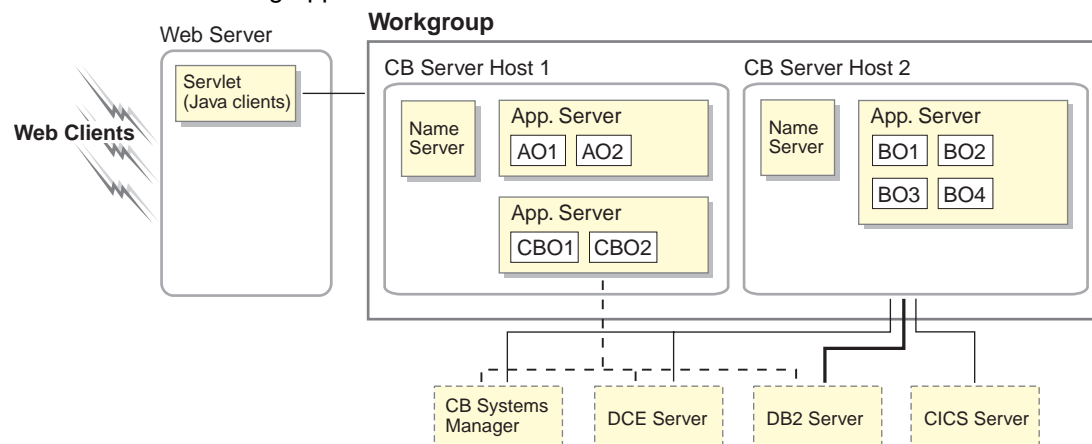 Workgroup
Web Server
Servlet
(Java clients)
Web Clients
CB Server Host 1
Name
Server
App. Server
AO1 AO2
App. Server
CBO1 CBO2
CB Server Host 2
Name
Server
App. Server
BO1 BO2
BO3 BO4
CB Systems
Manager
DCE Server
DB2 Server
CICS Server